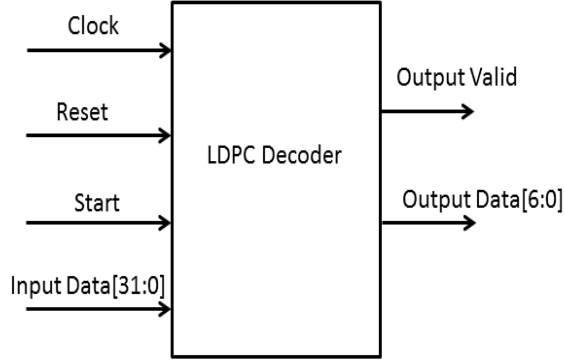 Clock
Reset
Start
Input Data[31:0]
LDPC Decoder
Output Valid
Output Data[6:0]